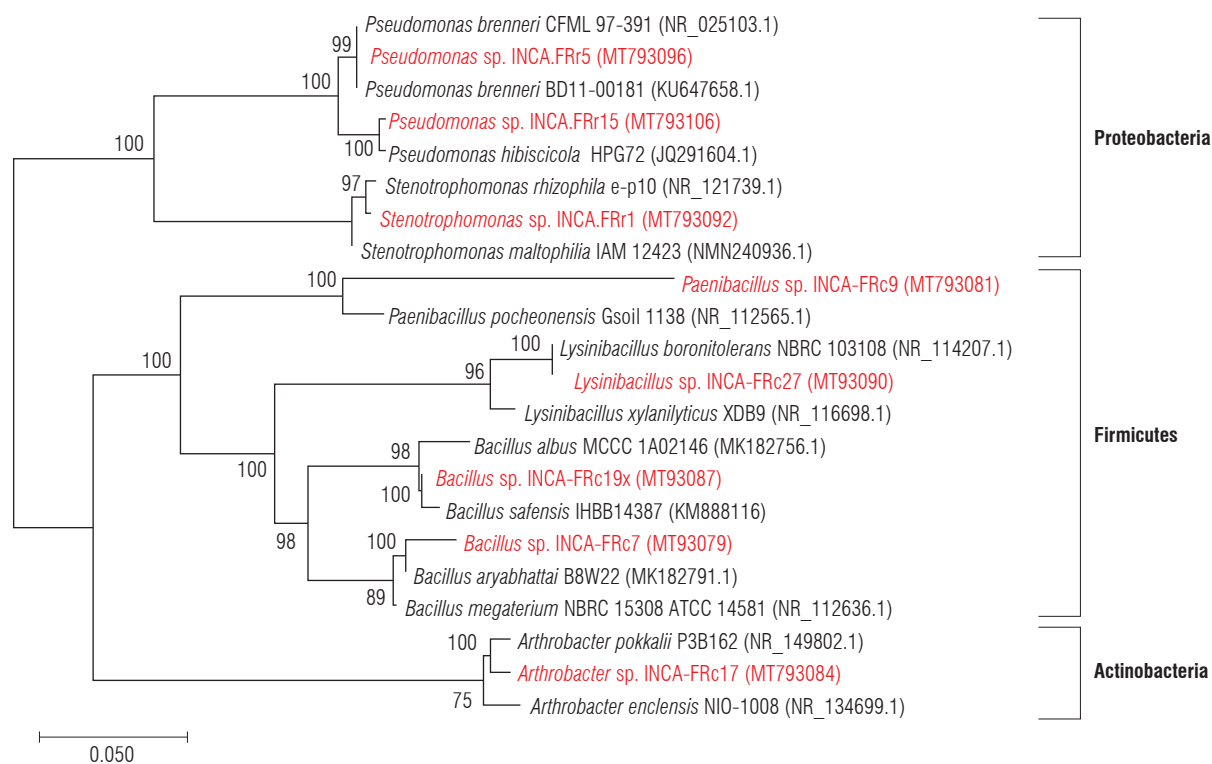 Pseudomonas brenneri CFML 97-391 (NR_025103.1)
99
Pseudomonas sp. INCA.FRr5 (MT793096)
100
Pseudomonas brenneri BD11-00181 (KU647658.1)
Pseudomonas sp. INCA.FRr15 (MT793106)
100
100
Proteobacteria
Pseudomonas hibiscicola HPG72 (JQ291604.1)
97
Stenotrophomonas rhizophila e-p10 (NR_121739.1)
Stenotrophomonas sp. INCA.FRr1 (MT793092)
Stenotrophomonas maltophilia IAM 12423 (NMN240936.1)
100
Paenibacillus sp. INCA-FRc9 (MT793081)
Paenibacillus pocheonensis Gsoil 1138 (NR_112565.1)
100
100
Lysinibacillus boronitolerans NBRC 103108 (NR_114207.1)
96
Lysinibacillus sp. INCA-FRc27 (MT93090)
Lysinibacillus xylanilyticus XDB9 (NR_116698.1)
Firmicutes
98
Bacillus albus MCCC 1A02146 (MK182756.1)
100
Bacillus sp. INCA-FRc19x (MT93087)
100
Bacillus safensis IHBB14387 (KM888116)
98
100
Bacillus sp. INCA-FRc7 (MT93079)
Bacillus aryabhattai B8W22 (MK182791.1)
89
Bacillus megaterium NBRC 15308 ATCC 14581 (NR_112636.1)
100
Arthrobacter pokkalii P3B162 (NR_149802.1)
Arthrobacter sp. INCA-FRc17 (MT793084)
Actinobacteria
75
Arthrobacter enclensis NIO-1008 (NR_134699.1)
0.050